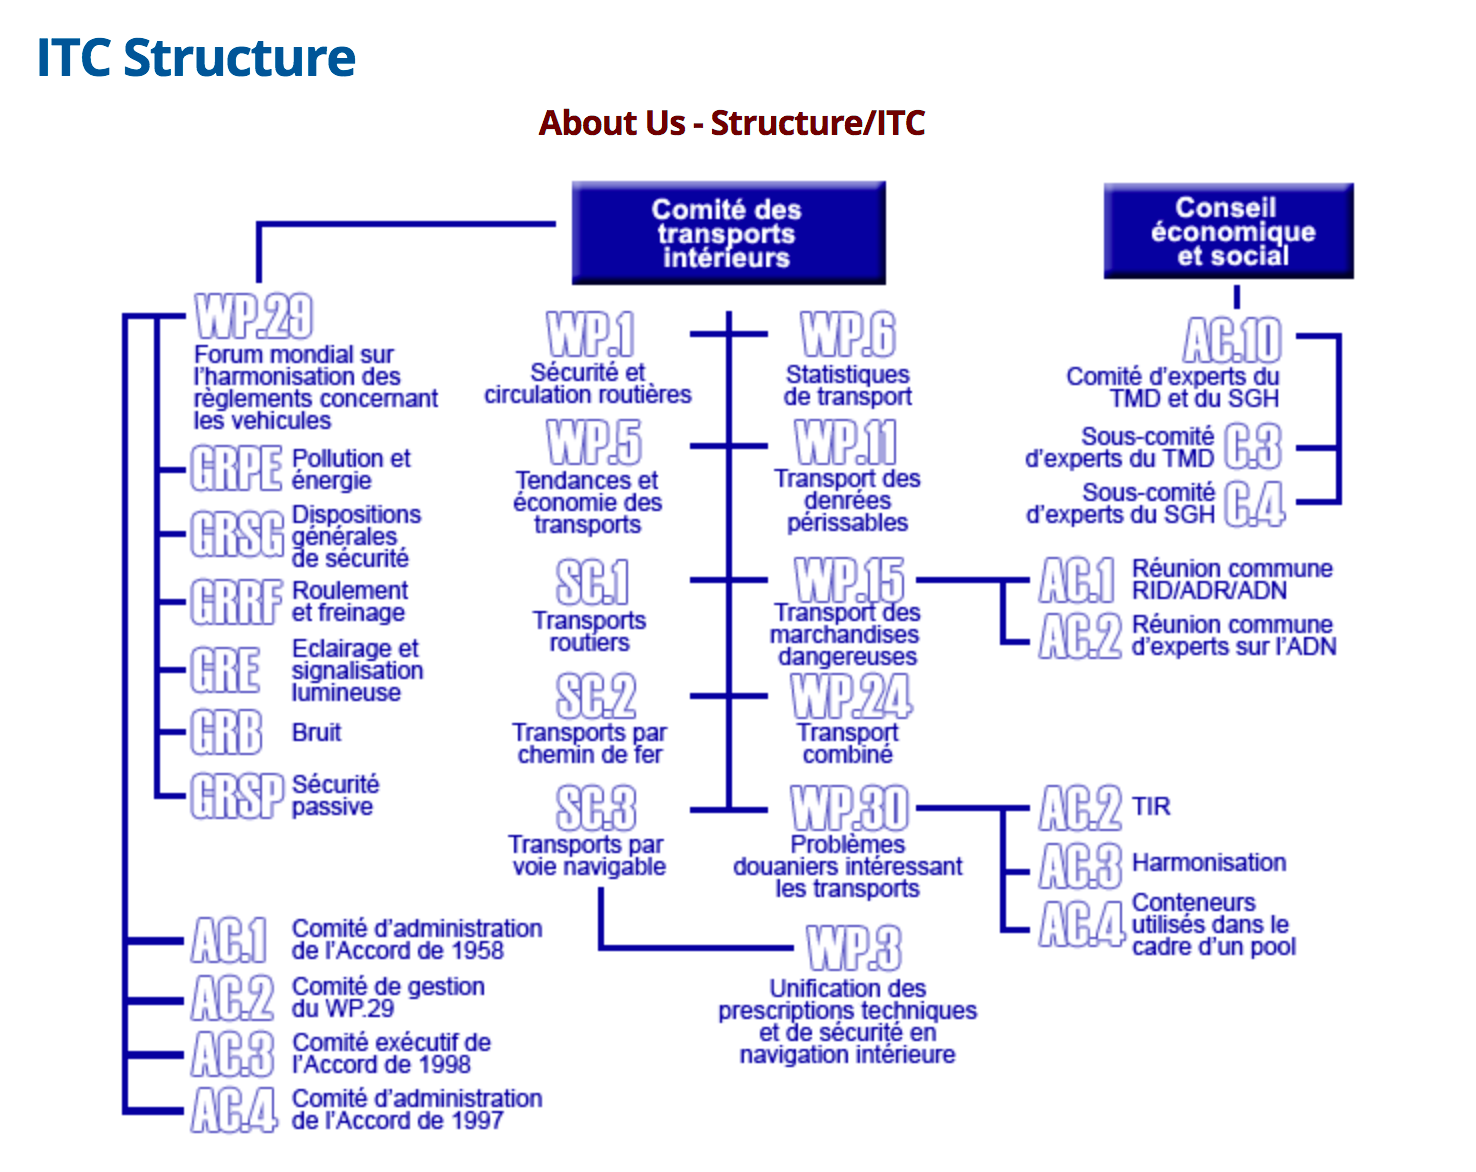 ITC Structure
About Us - Structure/ITC
Comité des
transports
intérieurs
Conseil
économique
et social
WP.29
Forum mondial sur
l'harmonisation des
règlements concernant
les vehicules
GRPE
Pollution et
énergie
GRSG
Dispositions
générales
de sécurité
GRRF
Roulement
et freinage
GRE
Eclairage et
signalisation
lumineuse
GRB
Bruit
GRSP
Sécurité
passive
AC.1
Comité d'administration
de l'Accord de 1958
AC.2
Comité de gestion
du WP.29
AC.3
Comité exécutif de
l'Accord de 1998
AC.4
Comité d'administration
de l'Accord de 1997
WP.1
Sécurité et
circulation routières
WP.5
Tendances et
économie des
transports
SC.1
Transports
routiers
SC.2
Transports par
chemin de fer
SC.3
Transports par
voie navigable
WP.6
Statistiques
de transport
WP.11
Transport des
denrées
périssables
WP.15
Transport des
marchandises
dangereuses
WP.24
Transport
combiné
WP.30
Problèmes
douaniers intéressant
les transports
WP.3
Unification des
prescriptions techniques
et de sécurité en
navigation intérieure
AC.10
Comité d'experts du
TMD et du SGH
Sous-comité
d'experts du TMD
C.3
Sous-comité
d'experts du SGH
C.4
AC.1
Réunion commune
RID/ADR/ADN
AC.2
Réunion commune
d'experts sur l'ADN
AC.2
TIR
AC.3
Harmonisation
AC.4
Conteneurs
utilisés dans le
cadre d'un pool